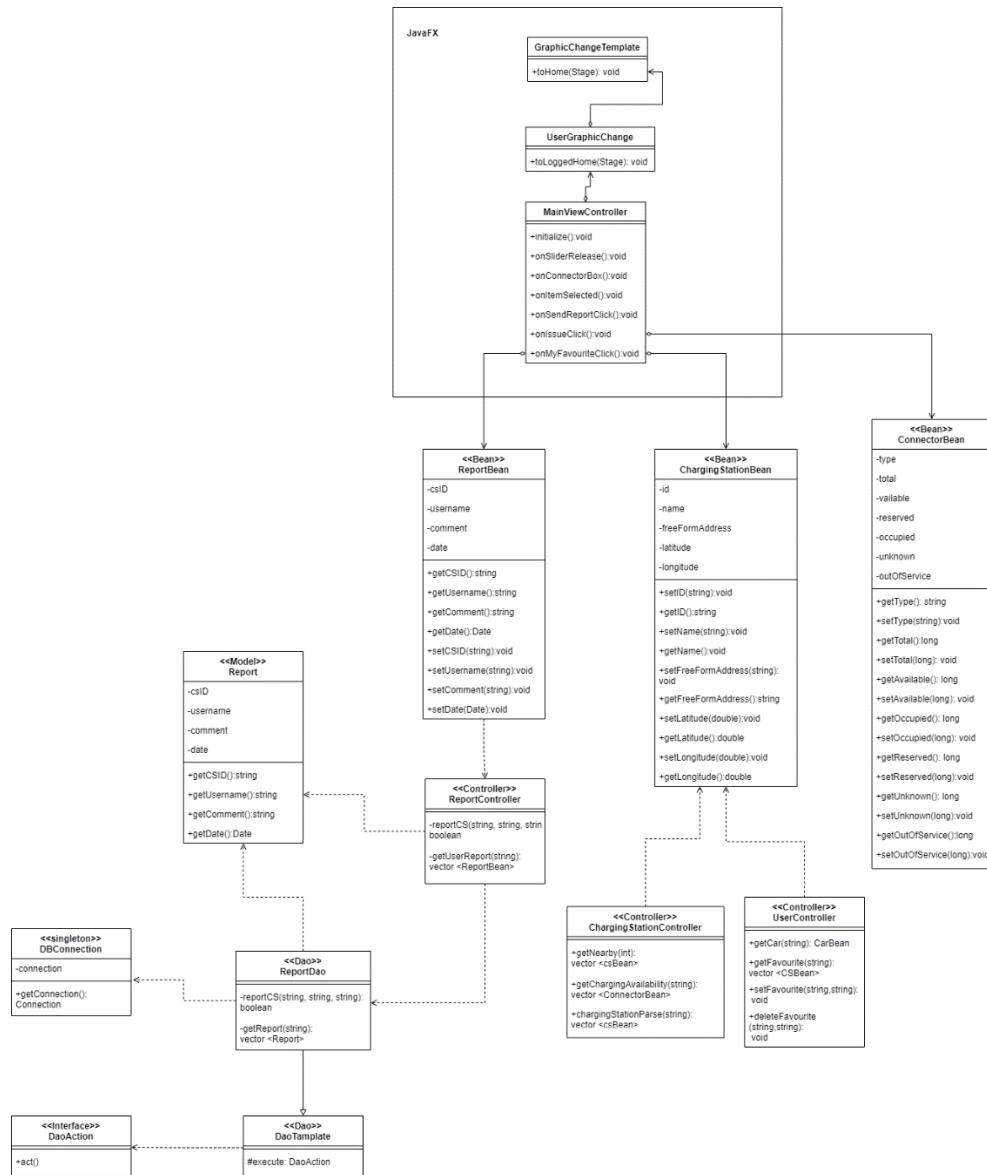 JavaFX
GraphicChangeTemplate
+toHome(Stage): void
UserGraphicChange
+toLoggedHome(Stage): void
MainViewController
+initialize():void
+onSliderRelease():void
+onConnectorBox():void
+onItemSelected():void
+onSendReportClick():void
+onIssueClick():void
+onMyFavouriteClick():void
<<Bean>>
ReportBean
-csID
-username
-comment
-date
+getCSID():string
+getUsername():string
+getComment():string
+getDate():Date
+setCSID(string):void
+setUsername(string):void
+setComment(string):void
+setDate(Date):void
<<Bean>>
ChargingStationBean
-id
-name
-freeFormAddress
-latitude
-longitude
+setID(string):void
+getID():string
+setName(string):void
+getName():void
+setFreeFormAddress(string):
void
+getFreeFormAddress():string
+setLatitude(double):void
+getLatitude():double
+setLongitude(double):void
+getLongitude():double
<<Bean>>
ConnectorBean
-type
-total
-vailable
-reserved
-occupied
-unknown
-outOfService
+getType(): string
+setType(string):void
+getTotal():long
+setTotal(long): void
+getAvailable(): long
+setAvailable(long): void
+getOccupied(): long
+setOccupied(long): void
+getReserved(): long
+setReserved(long):void
+getUnknown(): long
+setUnknown(long):void
+getOutOfService():long
+setOutOfService(long):void
<<Model>>
Report
-csID
-username
-comment
-date
+getCSID():string
+getUsername():string
+getComment():string
+getDate():Date
<<Controller>>
ReportController
-reportCS(string, string, strin
boolean
-getUserReport(string):
vector <ReportBean>
<<Controller>>
ChargingStationController
+getNearby(int):
vector <csBean>
+getChargingAvailability(string):
vector <ConnectorBean>
+chargingStationParse(string):
vector <csBean>
<<Controller>>
UserController
+getCar(string): CarBean
+getFavourite(string):
vector <CSBean>
+setFavourite(string,string):
void
+deleteFavourite
(string,string):
void
<<singleton>>
DBConnection
-connection
+getConnection():
Connection
<<Dao>>
ReportDao
-reportCS(string, string, string):
boolean
-getReport(string):
vector <Report>
<<Interface>>
DaoAction
+act()
<<Dao>>
DaoTamplate
#execute: DaoAction